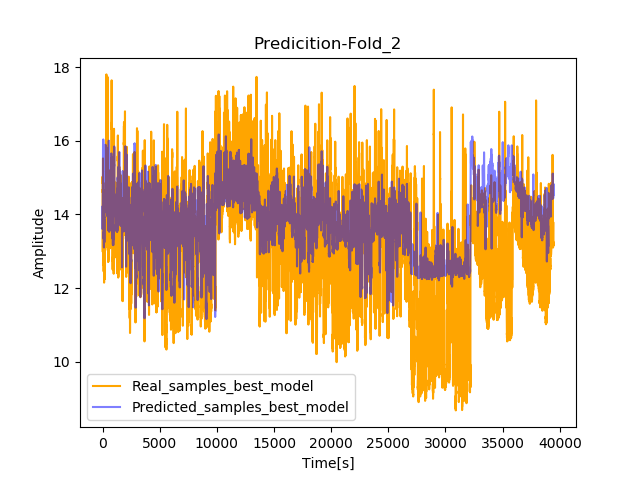 Predicition-Fold_2
18
16
14
12
10
Amplitude
Real_samples_best_model
Predicted_samples_best_model
0 5000 10000 15000 20000 25000 30000 35000 40000
Time[s]